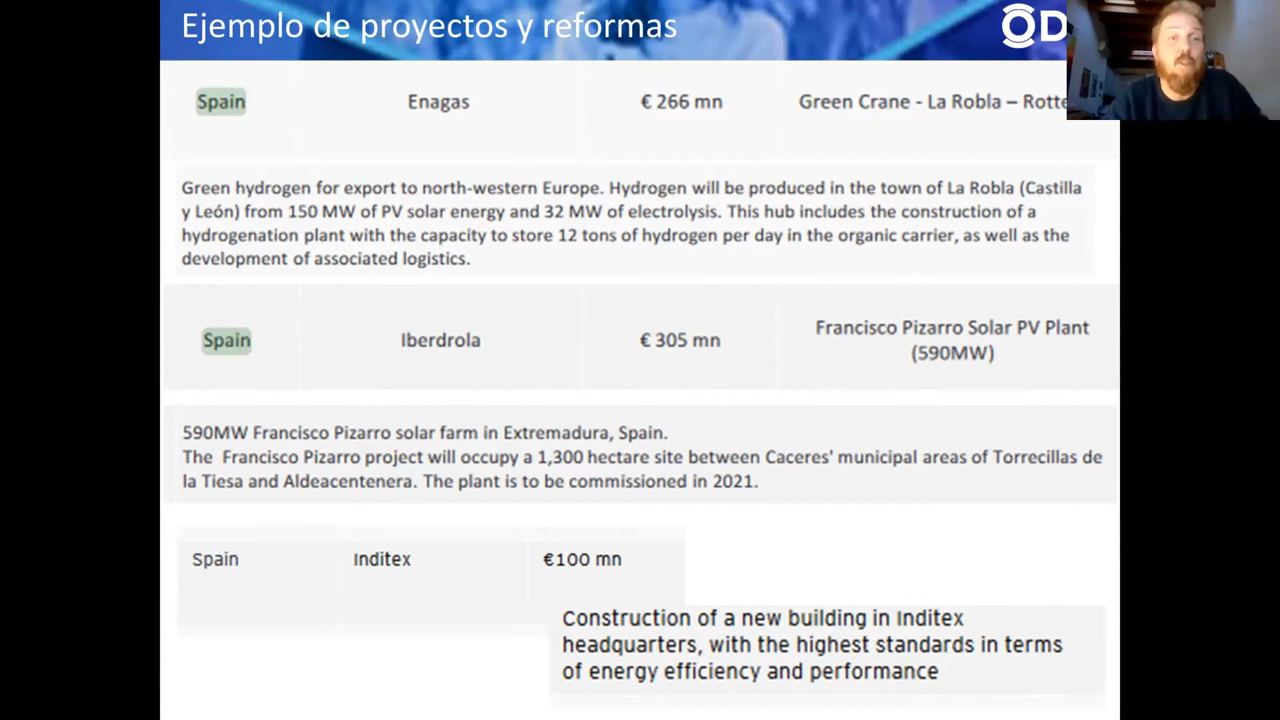 Ejemplo de proyectos y reformas
OD
Spain Enagas € 266 mn Green Crane - La Robla – Rotte
Green hydrogen for export to north-western Europe. Hydrogen will be produced in the town of La Robla (Castilla
y León) from 150 MW of PV solar energy and 32 MW of electrolysis. This hub includes the construction of a
hydrogenation plant with the capacity to store 12 tons of hydrogen per day in the organic carrier, as well as the
development of associated logistics.
Spain Iberdrola € 305 mn Francisco Pizarro Solar PV Plant
(590MW)
590MW Francisco Pizarro solar farm in Extremadura, Spain.
The Francisco Pizarro project will occupy a 1,300 hectare site between Caceres' municipal areas of Torrecillas de
la Tiesa and Aldeacentenera. The plant is to be commissioned in 2021.
Spain Inditex €100 mn
Construction of a new building in Inditex
headquarters, with the highest standards in terms
of energy efficiency and performance